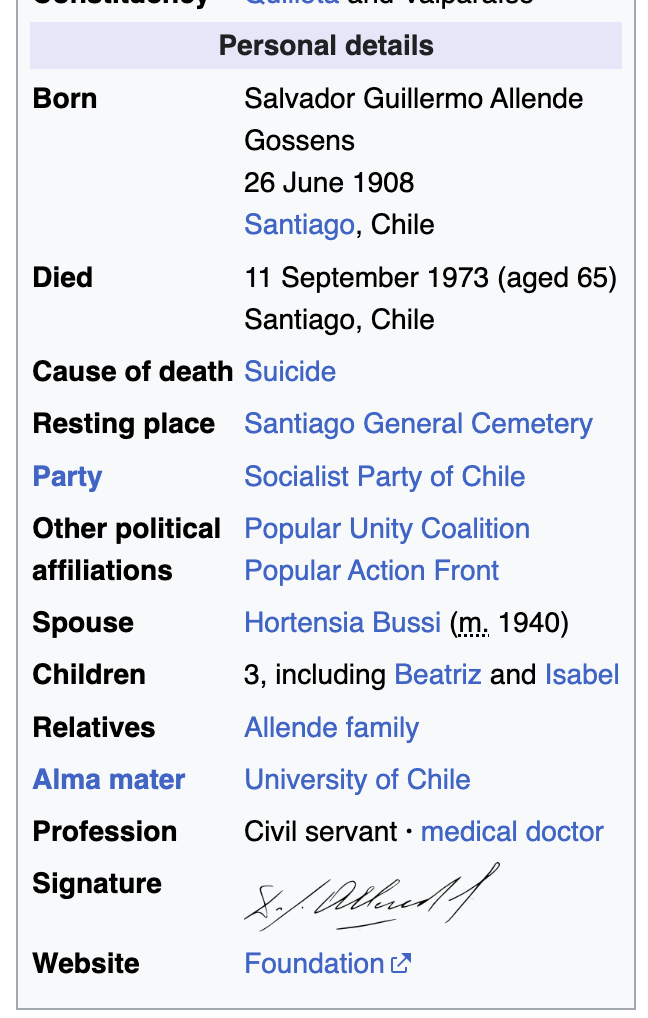 Personal details
Born Salvador Guillermo Allende
Gossens
26 June 1908
Santiago, Chile
Died 11 September 1973 (aged 65)
Santiago, Chile
Cause of death Suicide
Resting place Santiago General Cemetery
Party Socialist Party of Chile
Other political Popular Unity Coalition
affiliations Popular Action Front
Spouse Hortensia Bussi (m. 1940)
Children 3, including Beatriz and Isabel
Relatives Allende family
Alma mater University of Chile
Profession Civil servant · medical doctor
Signature
Website Foundation